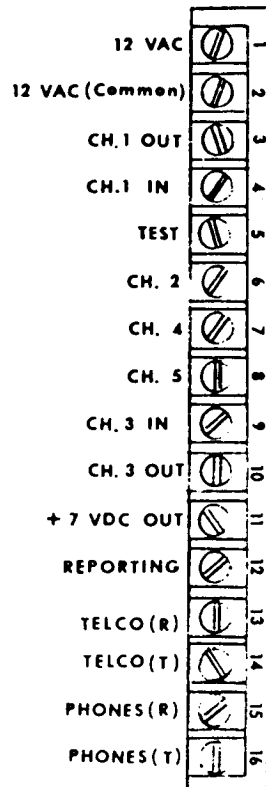 12 VAC 1
12 VAC (Common) 2
CH. 1 OUT 3
CH.1 IN 4
TEST 5
CH. 2 6
CH. 4 7
CH. 5 8
CH. 3 IN 9
CH. 3 OUT 10
+ 7 VDC OUT 11
REPORTING 12
TELCO (R) 13
TELCO (T) 14
PHONES (R) 15
PHONES (T) 16